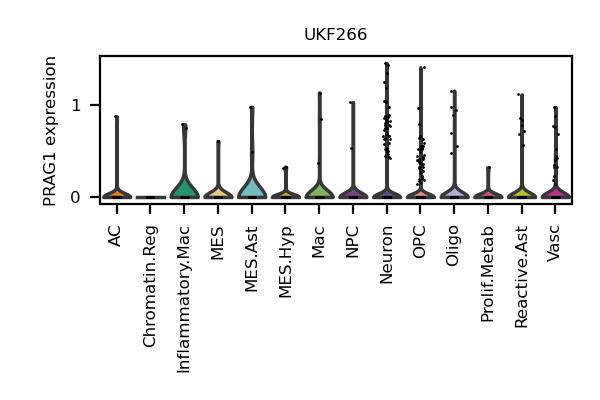 UKF266
PRAG1 expression
1
0
AC
Chromatin.Reg
Inflammatory.Mac
MES
MES.Ast
MES.Hyp
Mac
NPC
Neuron
OPC
Oligo
Prolif.Metab
Reactive.Ast
Vasc